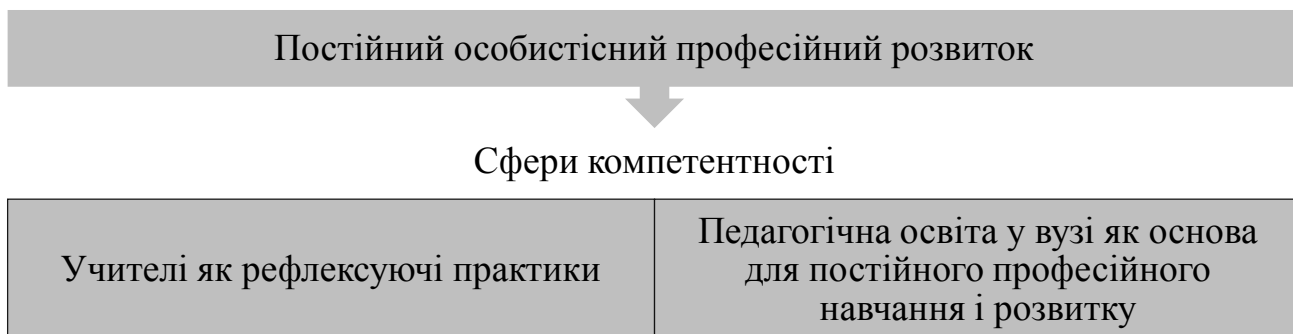 Постійний особистісний професійний розвиток
Сфери компетентності
Учителі як рефлексуючі практики
Педагогічна освіта у вузі як основа
для постійного професійного
навчання і розвитку